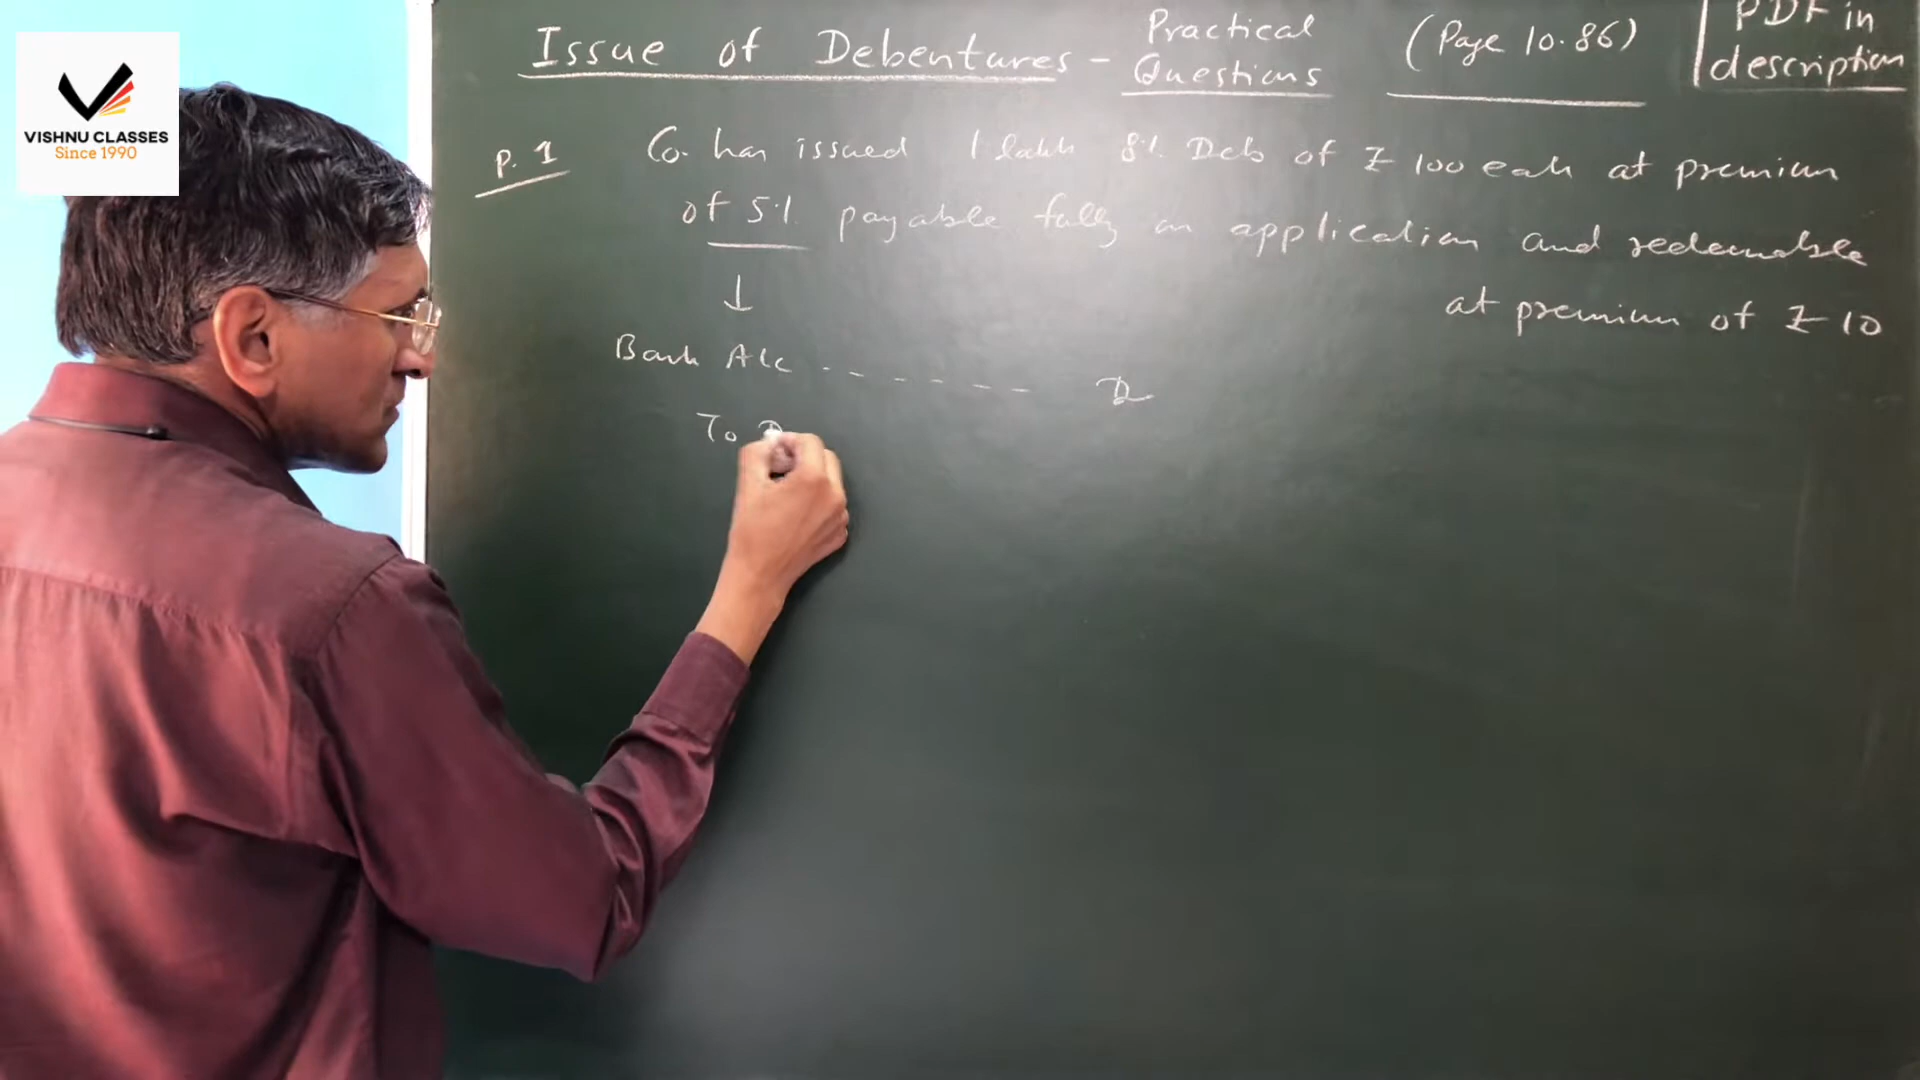 VISHNU CLASSES
Since 1990
Issue of Debentures - Practical Questions (Page 10.86)
PDF in
description
P. 1
Co. has issued 1 lakh 8% Debs of ₹ 100 each at premium
of 5% payable fully on application and redeemable
at premium of ₹ 10
↓
Bank A/c - - - - - - D
To D